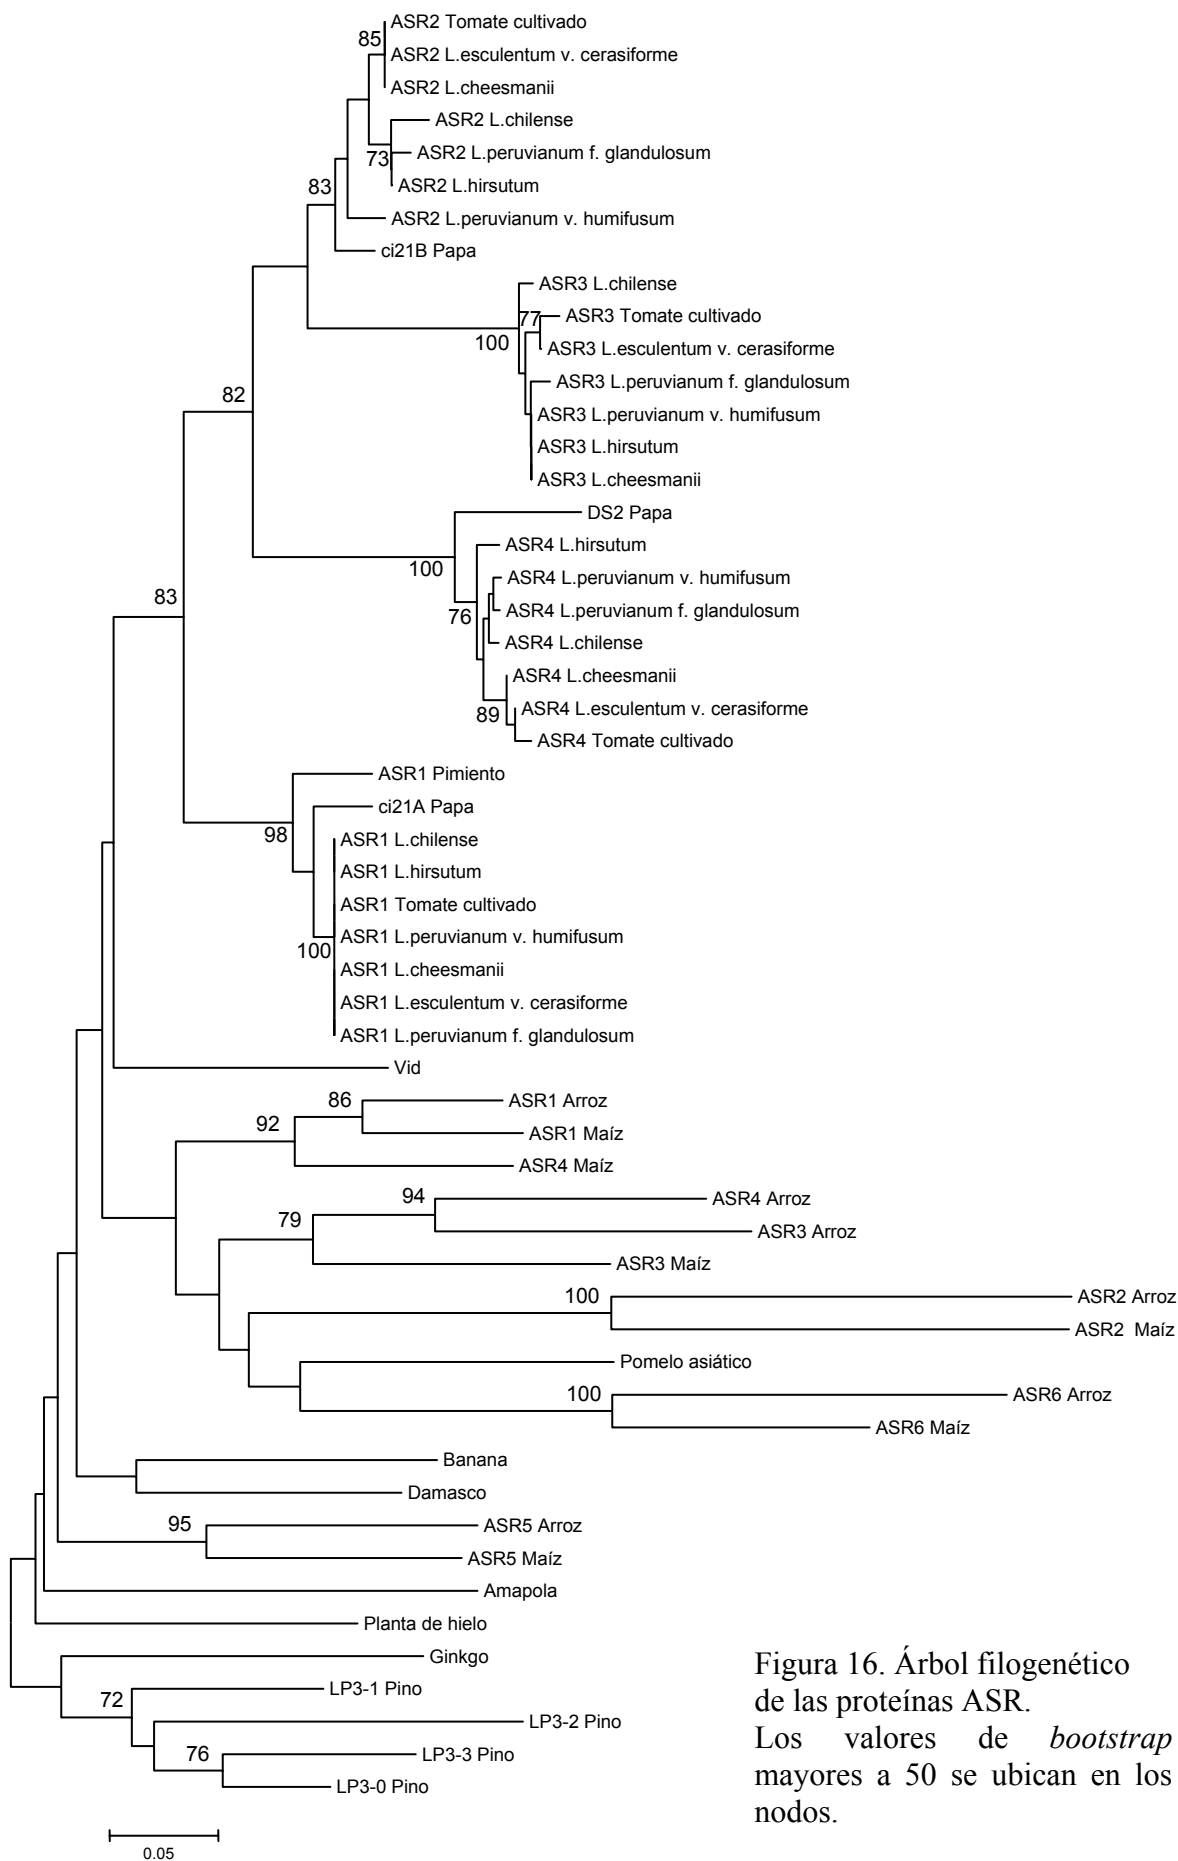 ASR2 Tomate cultivado
85
ASR2 L.esculentum v. cerasiforme
ASR2 L.cheesmanii
ASR2 L.chilense
73
ASR2 L.peruvianum f. glandulosum
83
ASR2 L.hirsutum
ASR2 L.peruvianum v. humifusum
ci21B Papa
ASR3 L.chilense
77
ASR3 Tomate cultivado
100
ASR3 L.esculentum v. cerasiforme
ASR3 L.peruvianum f. glandulosum
82
ASR3 L.peruvianum v. humifusum
ASR3 L.hirsutum
ASR3 L.cheesmanii
DS2 Papa
ASR4 L.hirsutum
100
ASR4 L.peruvianum v. humifusum
83
76
ASR4 L.peruvianum f. glandulosum
ASR4 L.chilense
ASR4 L.cheesmanii
89
ASR4 L.esculentum v. cerasiforme
ASR4 Tomate cultivado
ASR1 Pimiento
ci21A Papa
98
ASR1 L.chilense
ASR1 L.hirsutum
ASR1 Tomate cultivado
ASR1 L.peruvianum v. humifusum
100
ASR1 L.cheesmanii
ASR1 L.esculentum v. cerasiforme
ASR1 L.peruvianum f. glandulosum
Vid
86
ASR1 Arroz
92
ASR1 Maíz
ASR4 Maíz
94
ASR4 Arroz
79
ASR3 Arroz
ASR3 Maíz
100
ASR2 Arroz
ASR2 Maíz
Pomelo asiático
100
ASR6 Arroz
ASR6 Maíz
Banana
Damasco
95
ASR5 Arroz
ASR5 Maíz
Amapola
Planta de hielo
Ginkgo
72
LP3-1 Pino
LP3-2 Pino
76
LP3-3 Pino
LP3-0 Pino
0.05
Figura 16. Árbol filogenético
de las proteínas ASR.
Los valores de bootstrap
mayores a 50 se ubican en los
nodos.